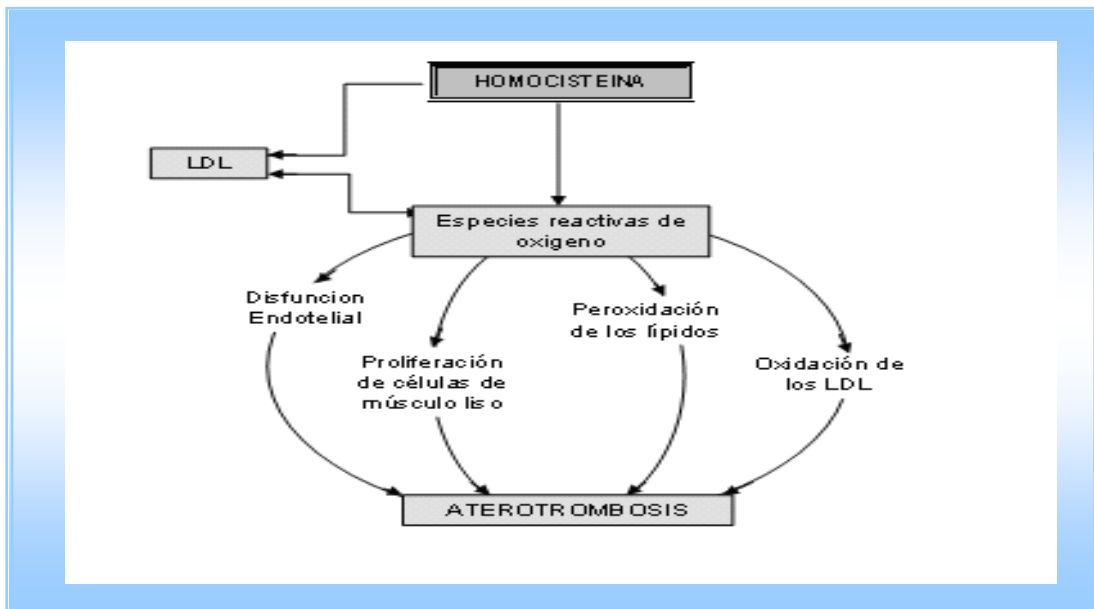 HOMOCISTEINA
LDL
Especies reactivas de
oxigeno
Disfuncion
Endotelial
Proliferación
de células de
músculo liso
Peroxidación
de los lípidos
Oxidación de
los LDL
ATEROTROMBOSIS